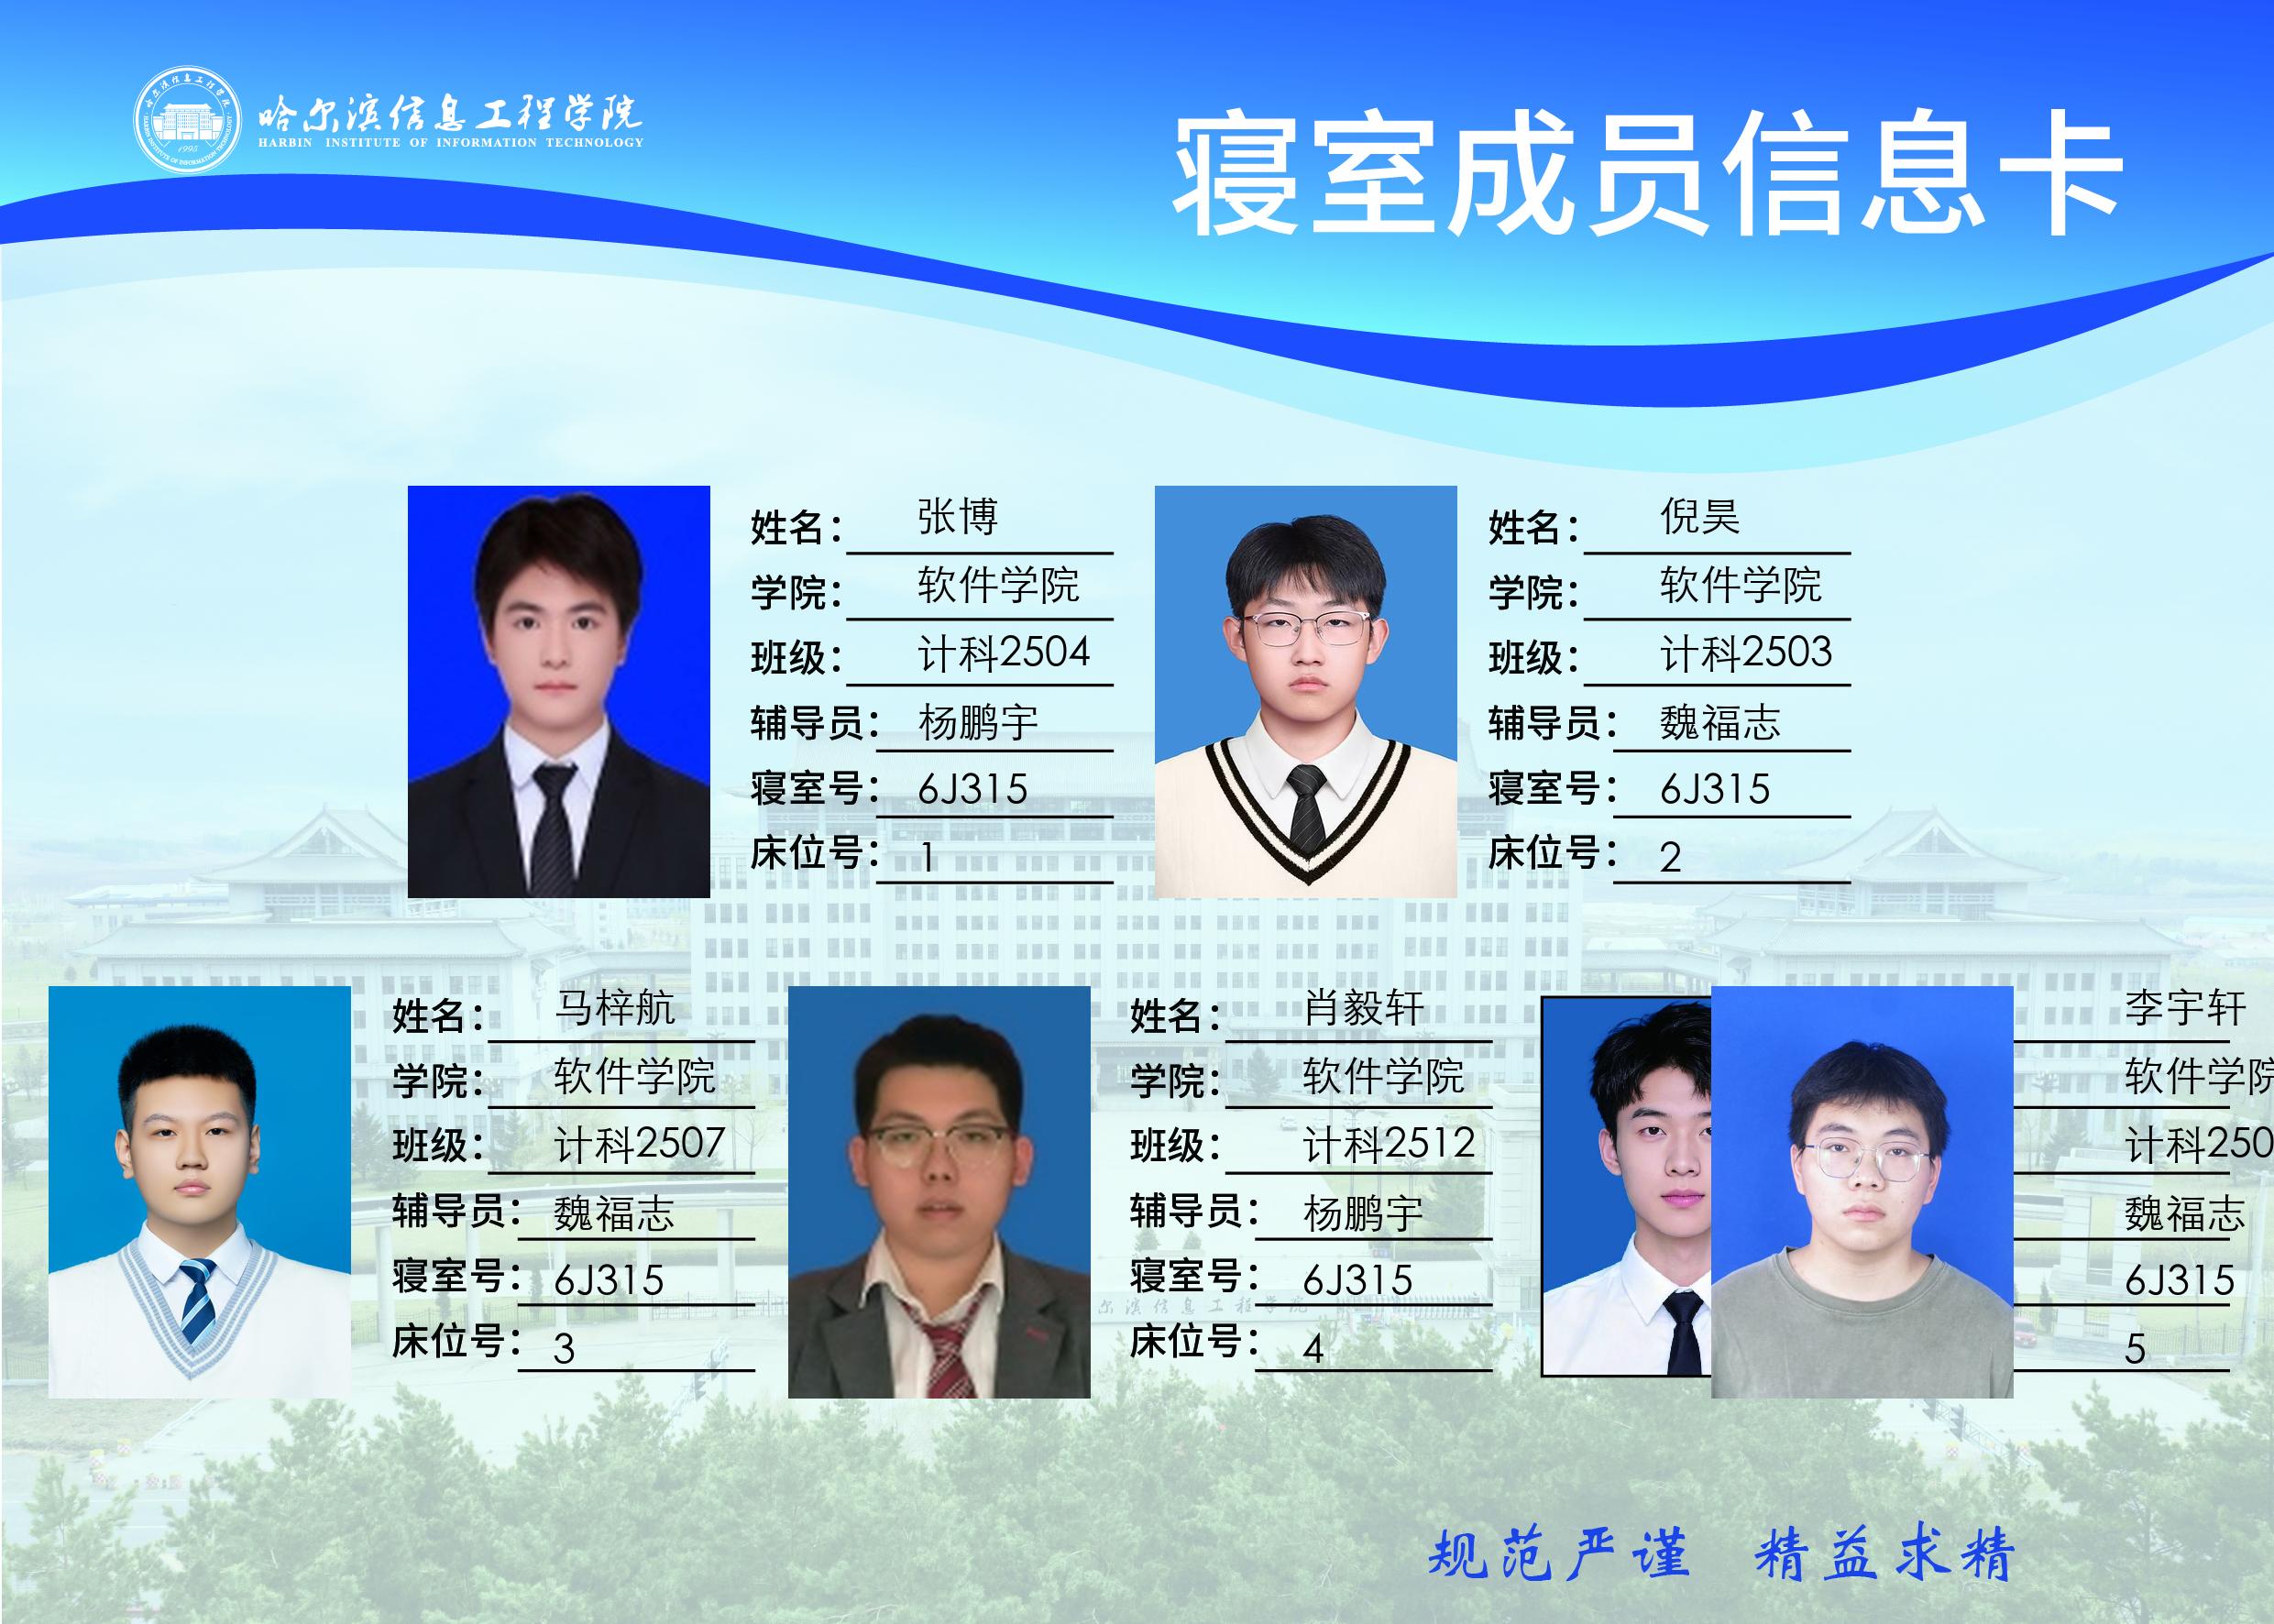 哈尔滨信息工程学院
HARBIN INSTITUTE OF INFORMATION TECHNOLOGY
1995
寝室成员信息卡
姓名： 张博
学院： 软件学院
班级： 计科2504
辅导员： 杨鹏宇
寝室号： 6J315
床位号： 1
姓名： 倪昊
学院： 软件学院
班级： 计科2503
辅导员： 魏福志
寝室号： 6J315
床位号： 2
姓名： 马梓航
学院： 软件学院
班级： 计科2507
辅导员： 魏福志
寝室号： 6J315
床位号： 3
姓名： 肖毅轩
学院： 软件学院
班级： 计科2512
辅导员： 杨鹏宇
寝室号： 6J315
床位号： 4
李宇轩
软件学院
计科250
魏福志
6J315
5
尔滨信息工程学院
规范严谨 精益求精